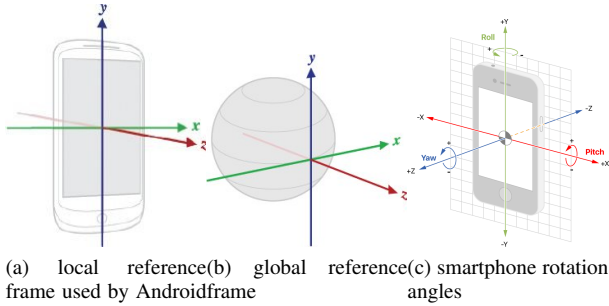 y
x
z
y
x
z
+Y
Roll
+
-
-X
-Z
+
-
Yaw
+Z
+
Pitch
-
+X
-Y
(a) local reference(b) global reference(c) smartphone rotation
frame used by Androidframe angles